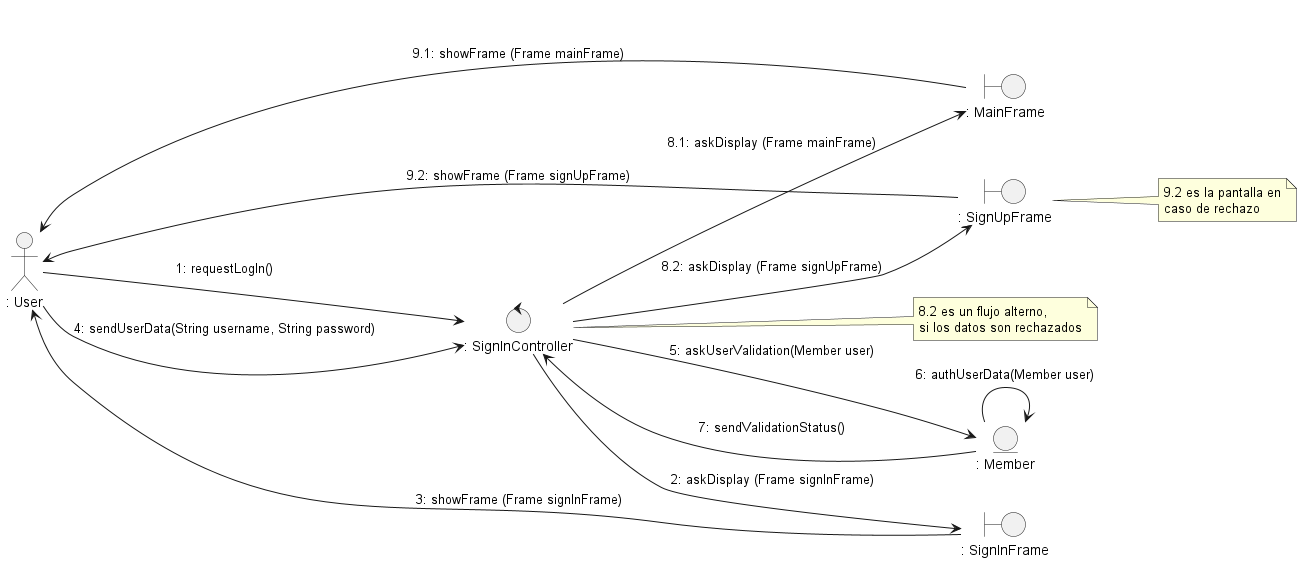 9.1: showFrame (Frame mainFrame)
: MainFrame
8.1: askDisplay (Frame mainFrame)
9.2: showFrame (Frame signUpFrame)
9.2 es la pantalla en
caso de rechazo
: SignUpFrame
1: requestLogIn()
8.2: askDisplay (Frame signUpFrame)
: User
8.2 es un flujo alterno,
si los datos son rechazados
4: sendUserData(String username, String password)
: SignInController
5: askUserValidation(Member user)
6: authUserData(Member user)
7: sendValidationStatus()
: Member
2: askDisplay (Frame signInFrame)
3: showFrame (Frame signInFrame)
: SignInFrame